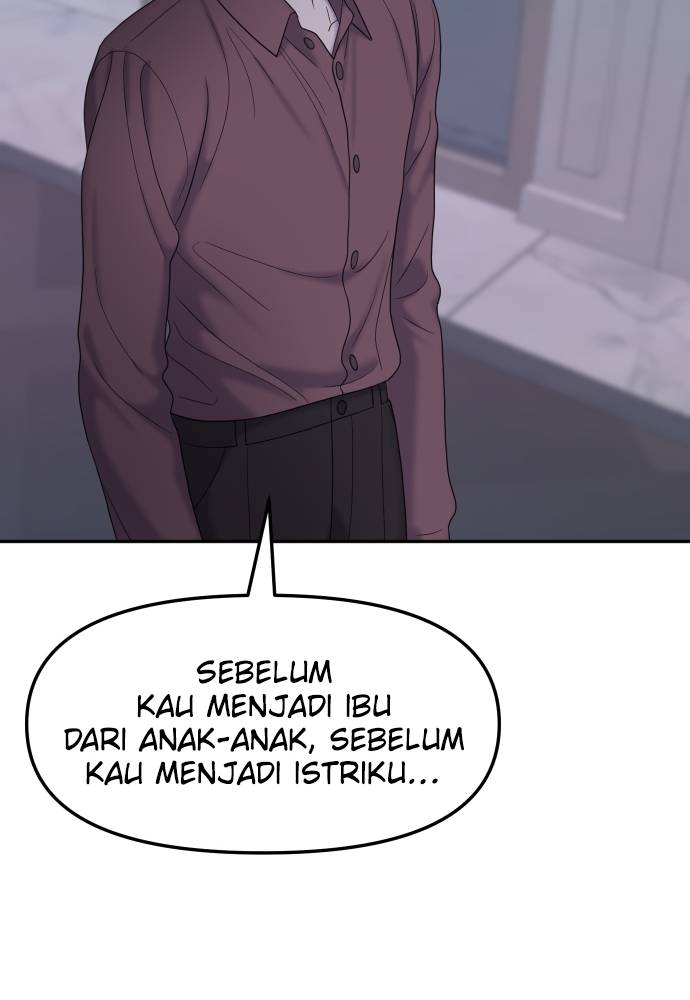 SEBELUM
KAU MENJADI IBU
DARI ANAK-ANAK, SEBELUM
KAU MENJADI ISTRIKU...